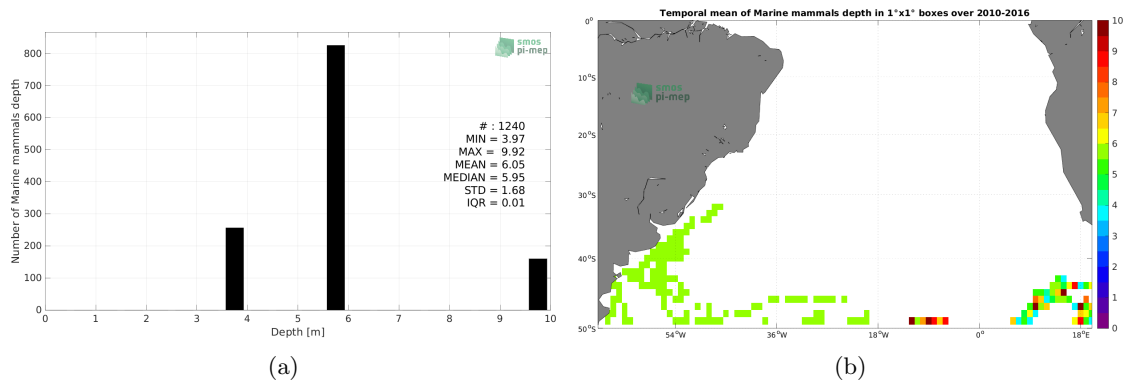 smos
pi-mep
Number of Marine mammals depth
800
700
600
500
400
300
200
100
0
# : 1240
MIN = 3.97
MAX = 9.92
MEAN = 6.05
MEDIAN = 5.95
STD = 1.68
IQR = 0.01
0 1 2 3 4 5 6 7 8 9 10
Depth [m]
(a)
Temporal mean of Marine mammals depth in 1°x1° boxes over 2010-2016
smos
pi-mep
0°
10°S
20°S
30°S
40°S
50°S
54°W 36°W 18°W 0° 18°E
10
9
8
7
6
5
4
3
2
1
0
(b)